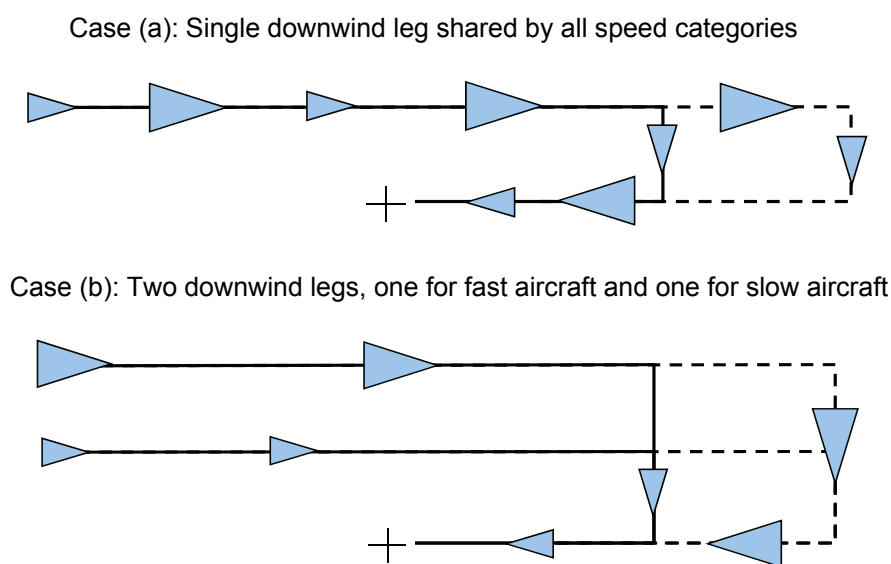 Case (a): Single downwind leg shared by all speed categories
Case (b): Two downwind legs, one for fast aircraft and one for slow aircraft